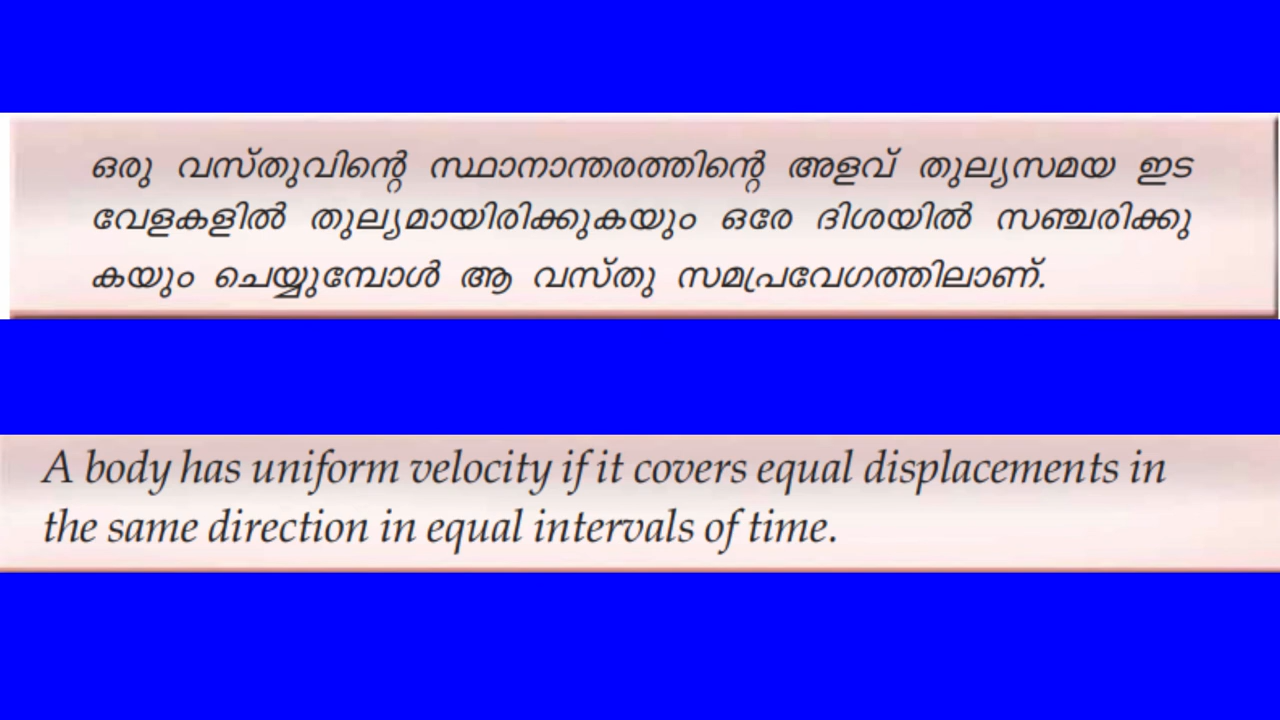 ഒരു വസ്തുവിന്റെ സ്ഥാനാന്തരത്തിന്റെ അളവ് തുല്യസമയ ഇട
വേളകളിൽ തുല്യമായിരിക്കുകയും ഒരേ ദിശയിൽ സഞ്ചരിക്കു
കയും ചെയ്യുമ്പോൾ ആ വസ്തു സമപ്രവേഗത്തിലാണ്.
A body has uniform velocity if it covers equal displacements in
the same direction in equal intervals of time.